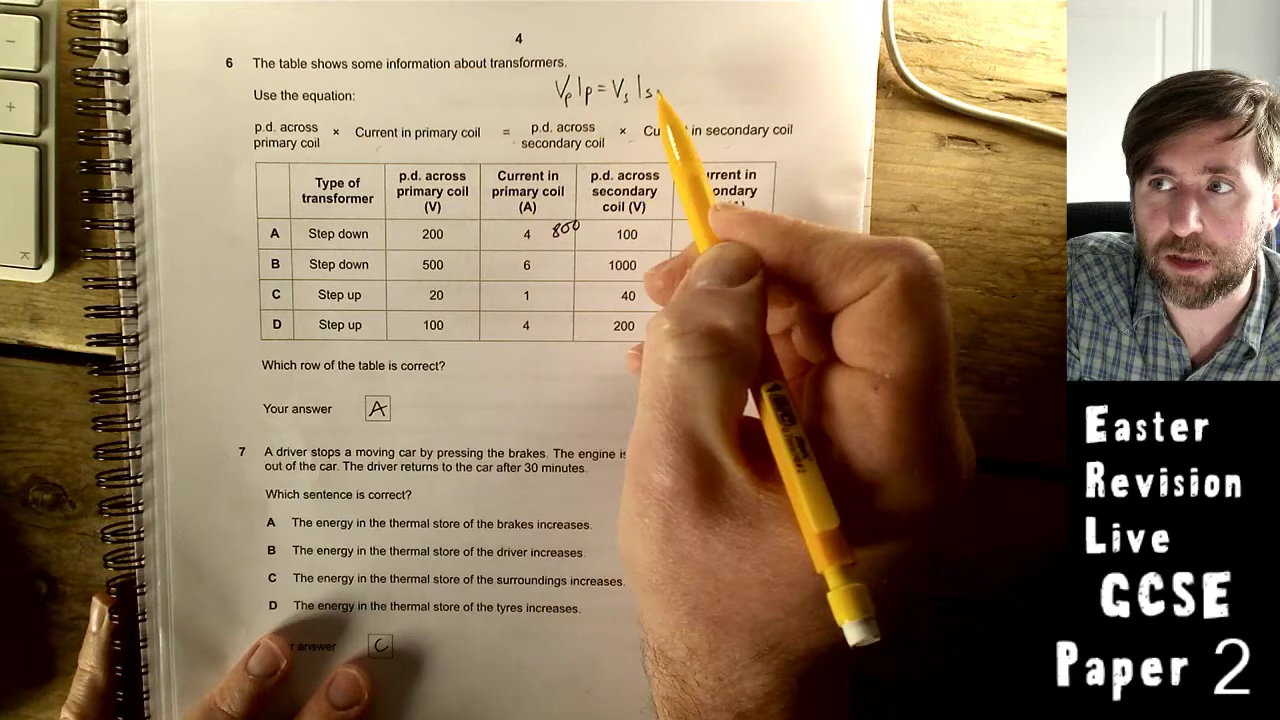 4
6 The table shows some information about transformers.
Vp Ip = Vs Is
Use the equation:
p.d. across primary coil × Current in primary coil = p.d. across secondary coil × in secondary coil
Type of transformer p.d. across primary coil (V) Current in primary coil (A) p.d. across secondary coil (V) in
A Step down 200 4 800 100
B Step down 500 6 1000
C Step up 20 1 40
D Step up 100 4 200
Which row of the table is correct?
Your answer A
7 A driver stops a moving car by pressing the brakes. The engine is
out of the car. The driver returns to the car after 30 minutes.
Which sentence is correct?
A The energy in the thermal store of the brakes increases.
B The energy in the thermal store of the driver increases.
C The energy in the thermal store of the surroundings increases.
D The energy in the thermal store of the tyres increases.
answer C
Easter
Revision
Live
GCSE
Paper 2